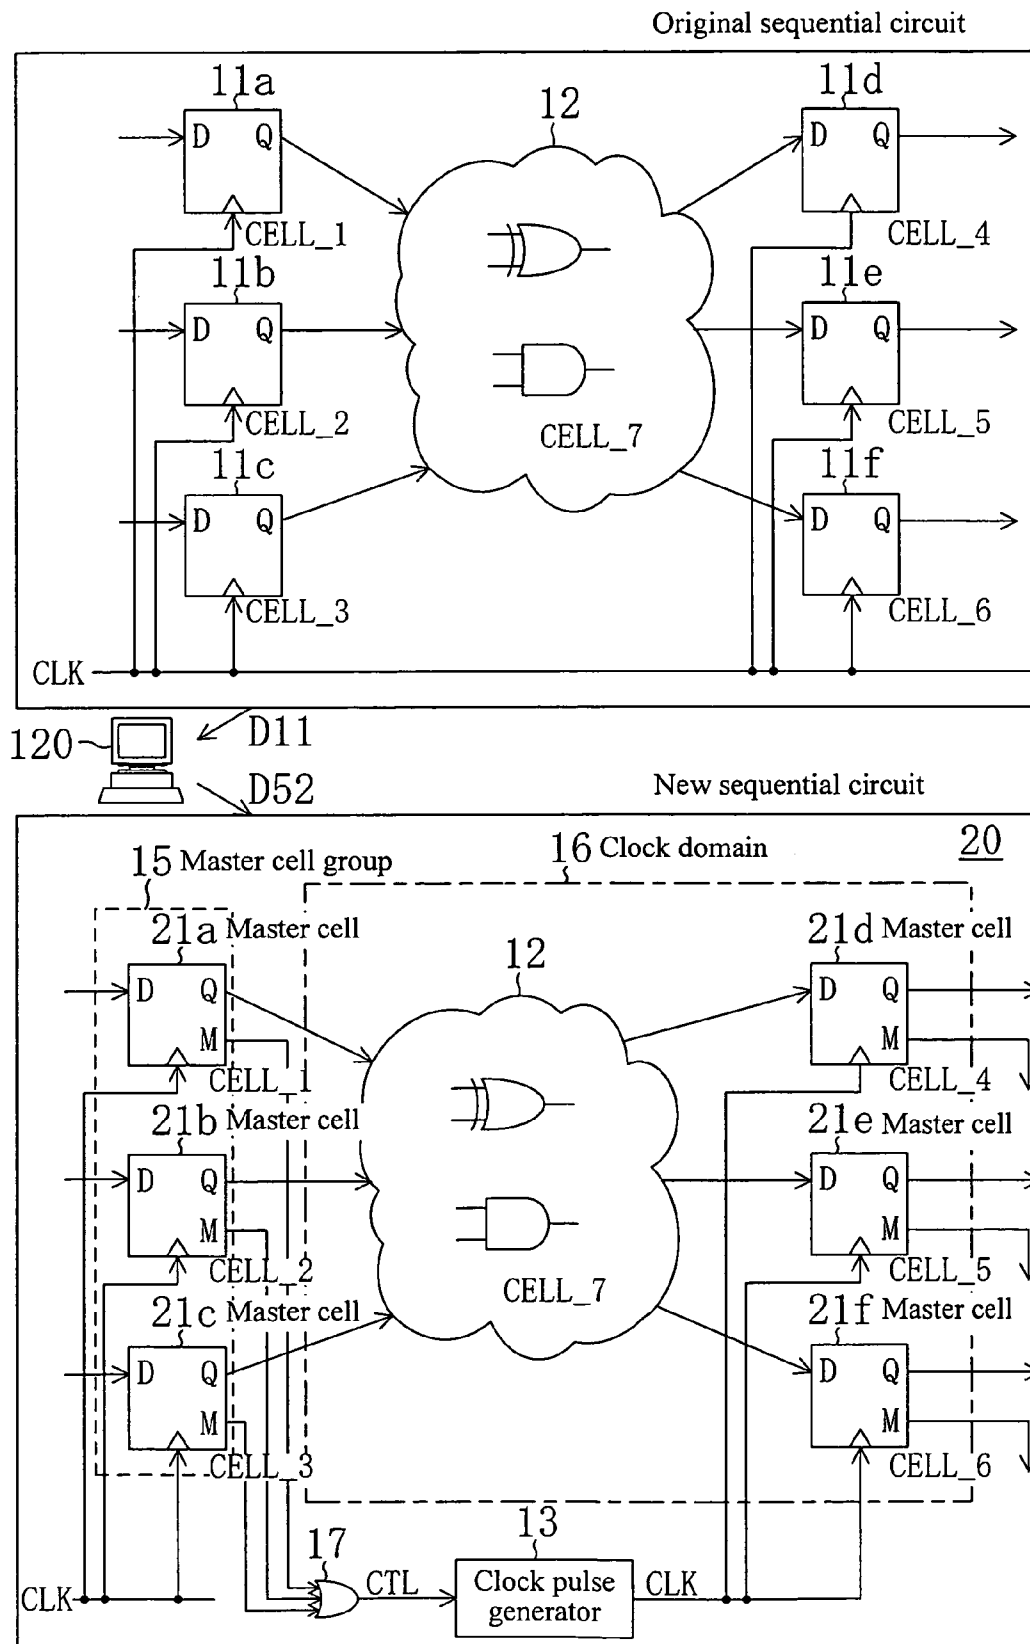 Original sequential circuit
11a
12
11d
D Q
D Q
CELL_1
CELL_4
11b
11e
D Q
D Q
CELL_2
CELL_7
CELL_5
11c
11f
D Q
D Q
CELL_3
CELL_6
CLK
120
D11
D52
New sequential circuit
15 Master cell group
16 Clock domain
20
21a Master cell
12
21d Master cell
D Q
M
D Q
M
CELL_1
CELL_4
21b Master cell
21e Master cell
D Q
M
D Q
M
CELL_2
CELL_7
CELL_5
21c Master cell
21f Master cell
D Q
M
D Q
M
CELL_3
CELL_6
17
13
CLK
CTL
Clock pulse
generator
CLK